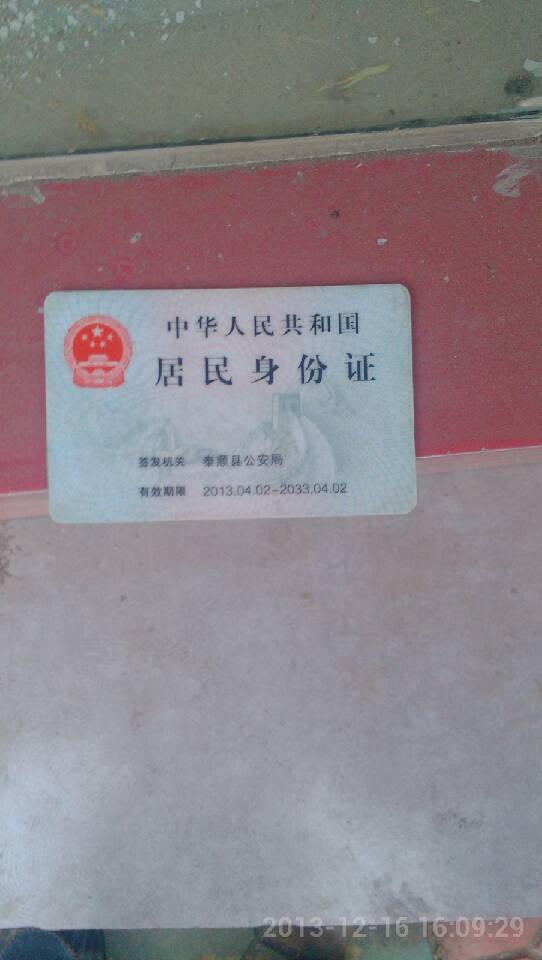 中华人民共和国
居民身份证
签发机关 奉顺县公安局
有效期限 2013.04.02-2033.04.02
2013-12-16 16:09:29